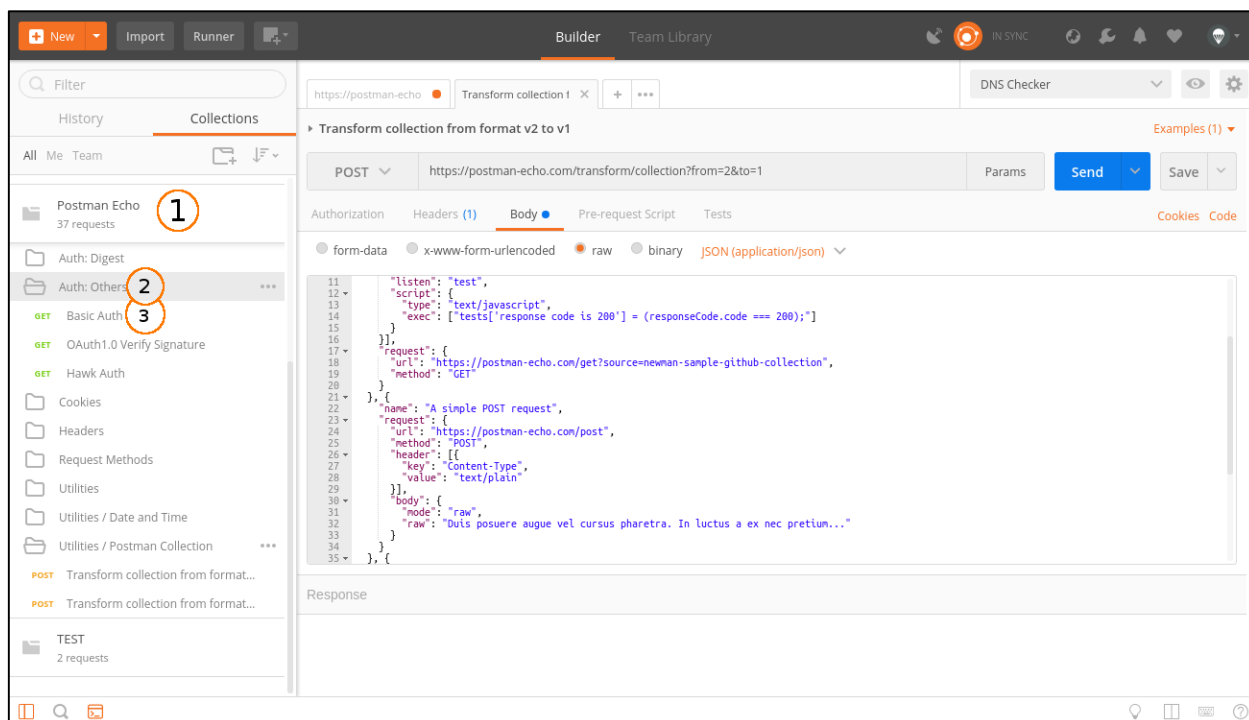 New Import Runner Builder Team Library IN SYNC
Filter
History Collections
All Me Team
Postman Echo 1
37 requests
Auth: Digest
Auth: Others 2
GET Basic Auth 3
GET OAuth1.0 Verify Signature
GET Hawk Auth
Cookies
Headers
Request Methods
Utilities
Utilities / Date and Time
Utilities / Postman Collection
POST Transform collection from format...
POST Transform collection from format...
TEST
2 requests
https://postman-echo Transform collection f × + ••• DNS Checker
Transform collection from format v2 to v1 Examples (1)
POST https://postman-echo.com/transform/collection?from=2&to=1 Params Send Save
Authorization Headers (1) Body Pre-request Script Tests Cookies Code
form-data x-www-form-urlencoded raw binary JSON (application/json)
11 "listen": "test",
12 "script": {
13 "type": "text/javascript",
14 "exec": ["tests['response code is 200'] = (responseCode.code === 200);"]
15 }
16 }],
17 "request": {
18 "url": "https://postman-echo.com/get?source=newman-sample-github-collection",
19 "method": "GET"
20 }
21 }, {
22 "name": "A simple POST request",
23 "request": {
24 "url": "https://postman-echo.com/post",
25 "method": "POST",
26 "header": [{
27 "key": "Content-Type",
28 "value": "text/plain"
29 }],
30 "body": {
31 "mode": "raw",
32 "raw": "Duis posuere augue vel cursus pharetra. In luctus a ex nec pretium..."
33 }
34 }
35 }, {
Response